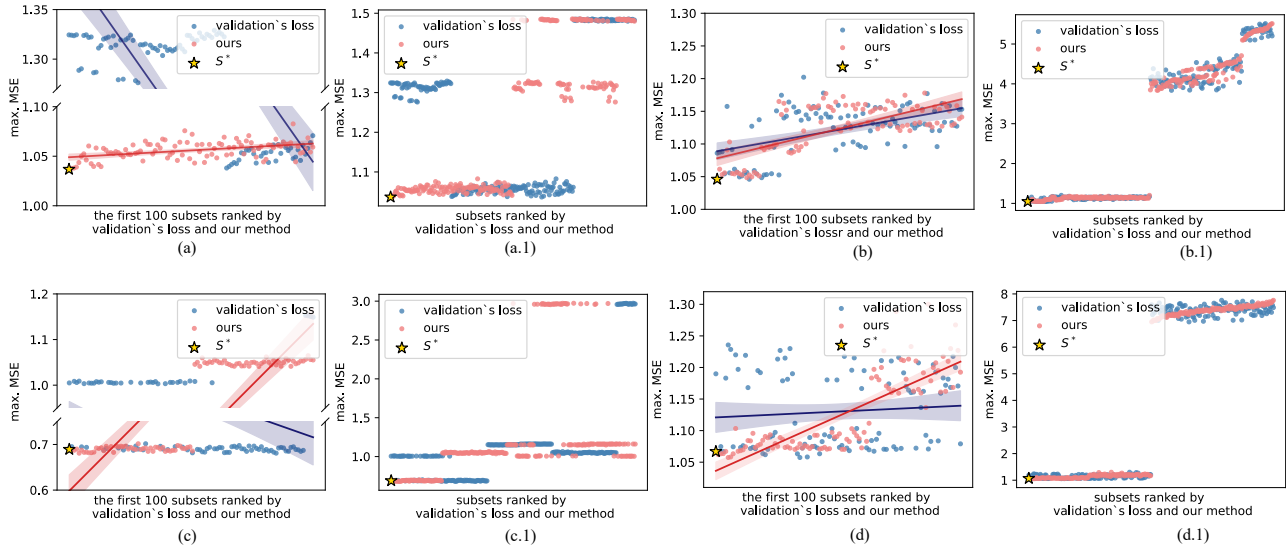 1.35
1.30
1.10
1.05
1.00
max. MSE
validation`s loss
ours
S*
the first 100 subsets ranked by
validation`s loss and our method
(a)
1.5
1.4
1.3
1.2
1.1
max. MSE
validation`s loss
ours
S*
subsets ranked by
validation`s loss and our method
(a.1)
1.30
1.25
1.20
1.15
1.10
1.05
1.00
max. MSE
validation`s loss
ours
S*
the first 100 subsets ranked by
validation`s lossr and our method
(b)
5
4
3
2
1
max. MSE
validation`s loss
ours
S*
subsets ranked by
validation`s loss and our method
(b.1)
1.2
1.0
0.7
0.6
max. MSE
validation`s loss
ours
S*
the first 100 subsets ranked by
validation`s loss and our method
(c)
3.0
2.5
2.0
1.5
1.0
max. MSE
validation`s loss
ours
S*
subsets ranked by
validation`s loss and our method
(c.1)
1.30
1.25
1.20
1.15
1.10
1.05
max. MSE
validation`s loss
ours
S*
the first 100 subsets ranked by
validation`s loss and our method
(d)
8
7
6
5
4
3
2
1
max. MSE
validation`s loss
ours
S*
subsets ranked by
validation`s loss and our method
(d.1)